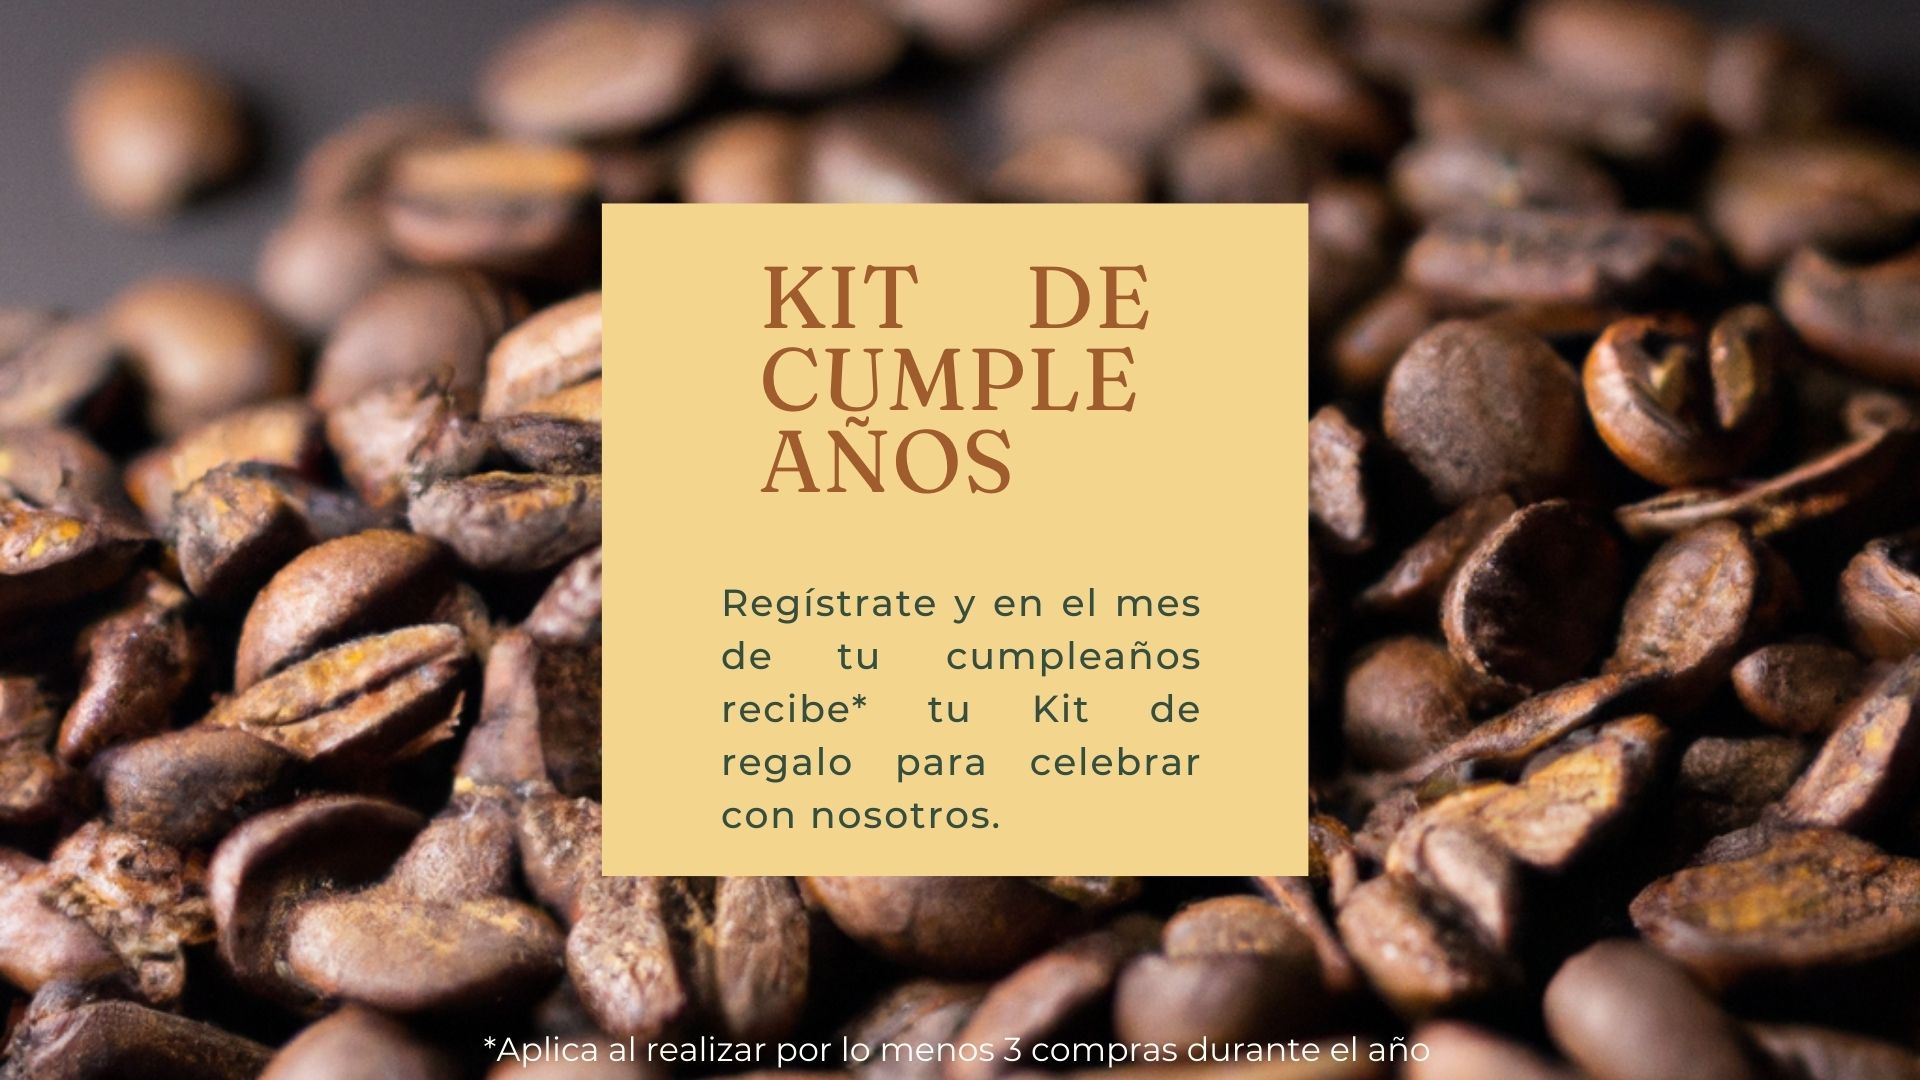 KIT DE
CUMPLE
AÑOS
Regístrate y en el mes
de tu cumpleaños
recibe* tu Kit de
regalo para celebrar
con nosotros.
*Aplica al realizar por lo menos 3 compras durante el año